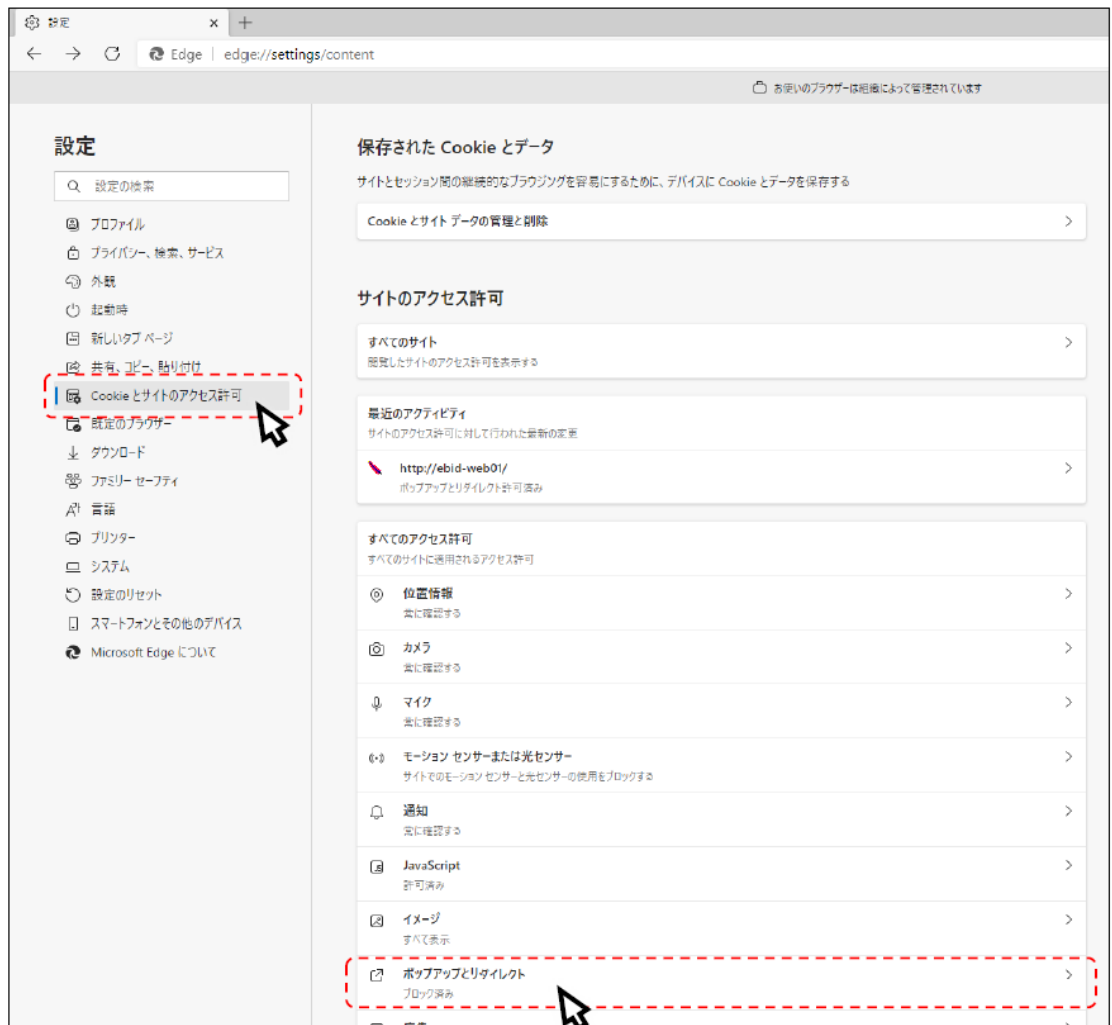 設定
Edge | edge://settings/content
お使いのブラウザーは組織によって管理されています
設定
設定の検索
プロファイル
プライバシー、検索、サービス
外観
起動時
新しいタブ ページ
共有、コピー、貼り付け
Cookie とサイトのアクセス許可
既定のブラウザー
ダウンロード
ファミリー セーフティ
言語
プリンター
システム
設定のリセット
スマートフォンとその他のデバイス
Microsoft Edge について
保存された Cookie とデータ
サイトとセッション間の継続的なブラウジングを容易にするために、デバイスに Cookie とデータを保存する
Cookie とサイト データの管理と削除
サイトのアクセス許可
すべてのサイト
閲覧したサイトのアクセス許可を表示する
最近のアクティビティ
サイトのアクセス許可に対して行われた最新の変更
http://ebid-web01/
ポップアップとリダイレクト許可済み
すべてのアクセス許可
すべてのサイトに適用されるアクセス許可
位置情報
常に確認する
カメラ
常に確認する
マイク
常に確認する
モーション センサーまたは光センサー
サイトでのモーション センサーと光センサーの使用をブロックする
通知
常に確認する
JavaScript
許可済み
イメージ
すべて表示
ポップアップとリダイレクト
ブロック済み